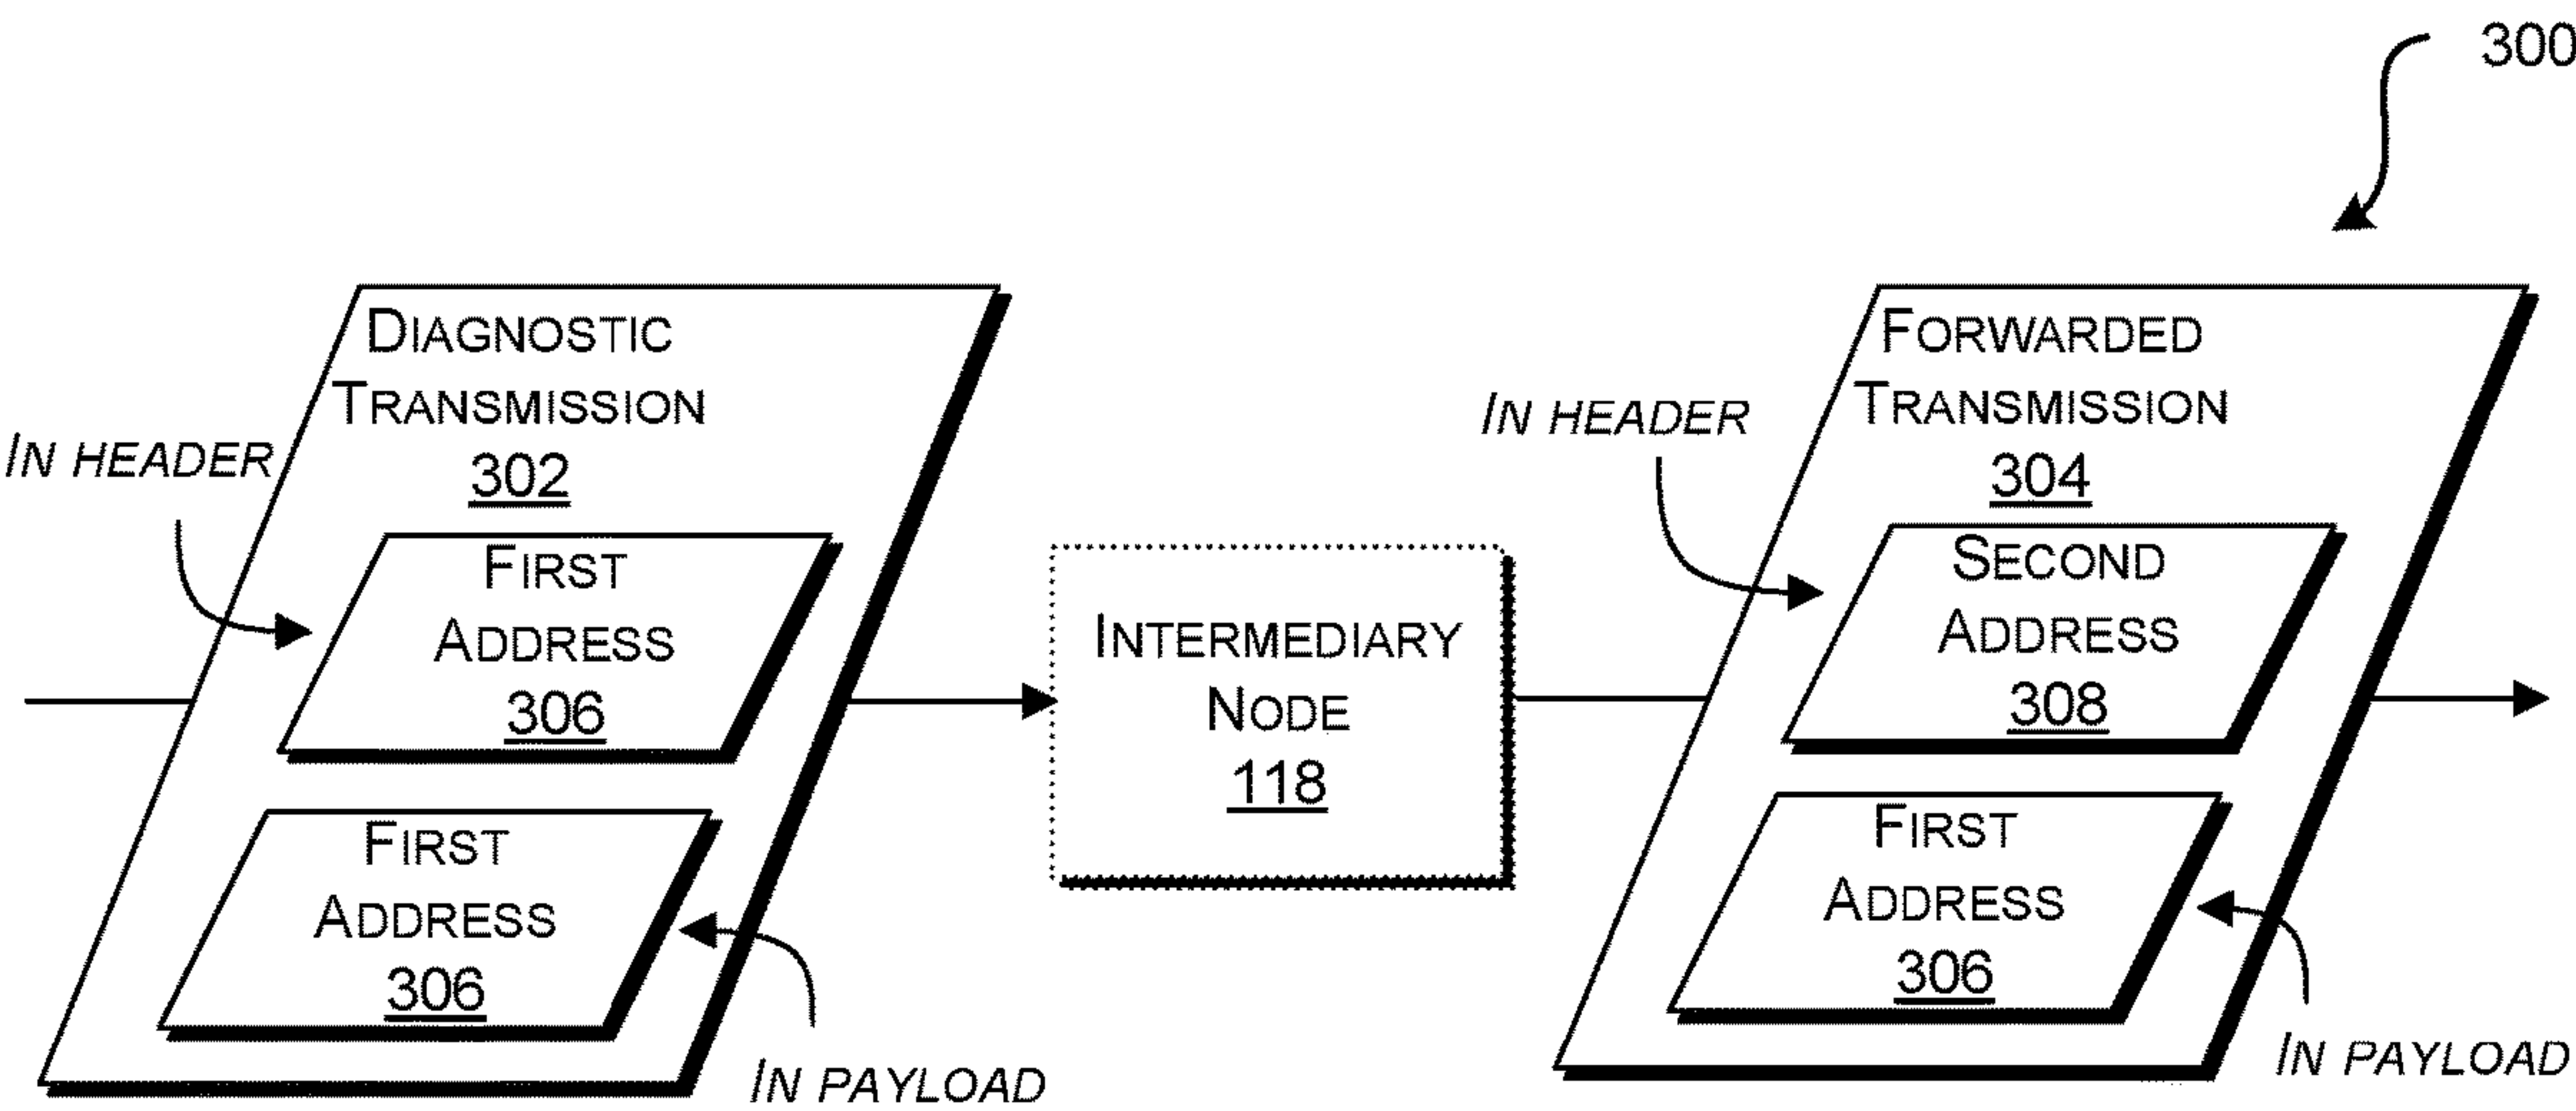 300
DIAGNOSTIC
TRANSMISSION
302
IN HEADER
FIRST
ADDRESS
306
FIRST
ADDRESS
306
IN PAYLOAD
INTERMEDIARY
NODE
118
FORWARDED
TRANSMISSION
304
IN HEADER
SECOND
ADDRESS
308
FIRST
ADDRESS
306
IN PAYLOAD